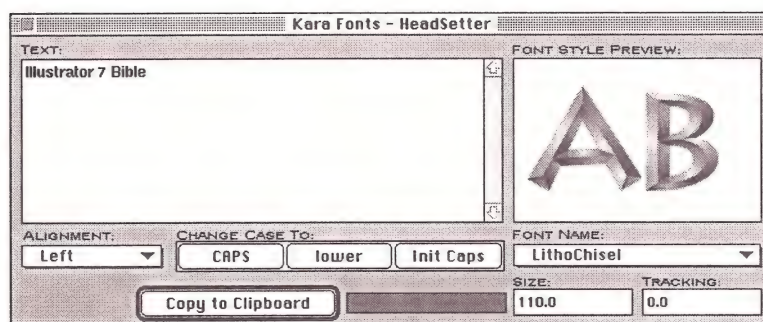 Kara Fonts – HeadSetter
TEXT:
Illustrator 7 Bible
FONT STYLE PREVIEW:
AB
ALIGNMENT:
Left
CHANGE CASE TO:
CAPS lower Init Caps
FONT NAME:
LithoChisel
Copy to Clipboard
SIZE:
110.0
TRACKING:
0.0